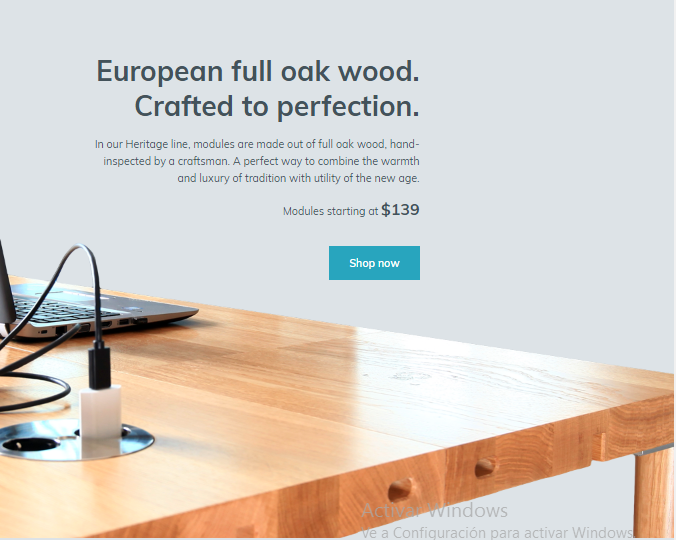 European full oak wood.
Crafted to perfection.
In our Heritage line, modules are made out of full oak wood, hand-
inspected by a craftsman. A perfect way to combine the warmth
and luxury of tradition with utility of the new age.
Modules starting at $139
Shop now
Activar Windows
Ve a Configuración para activar Windows.